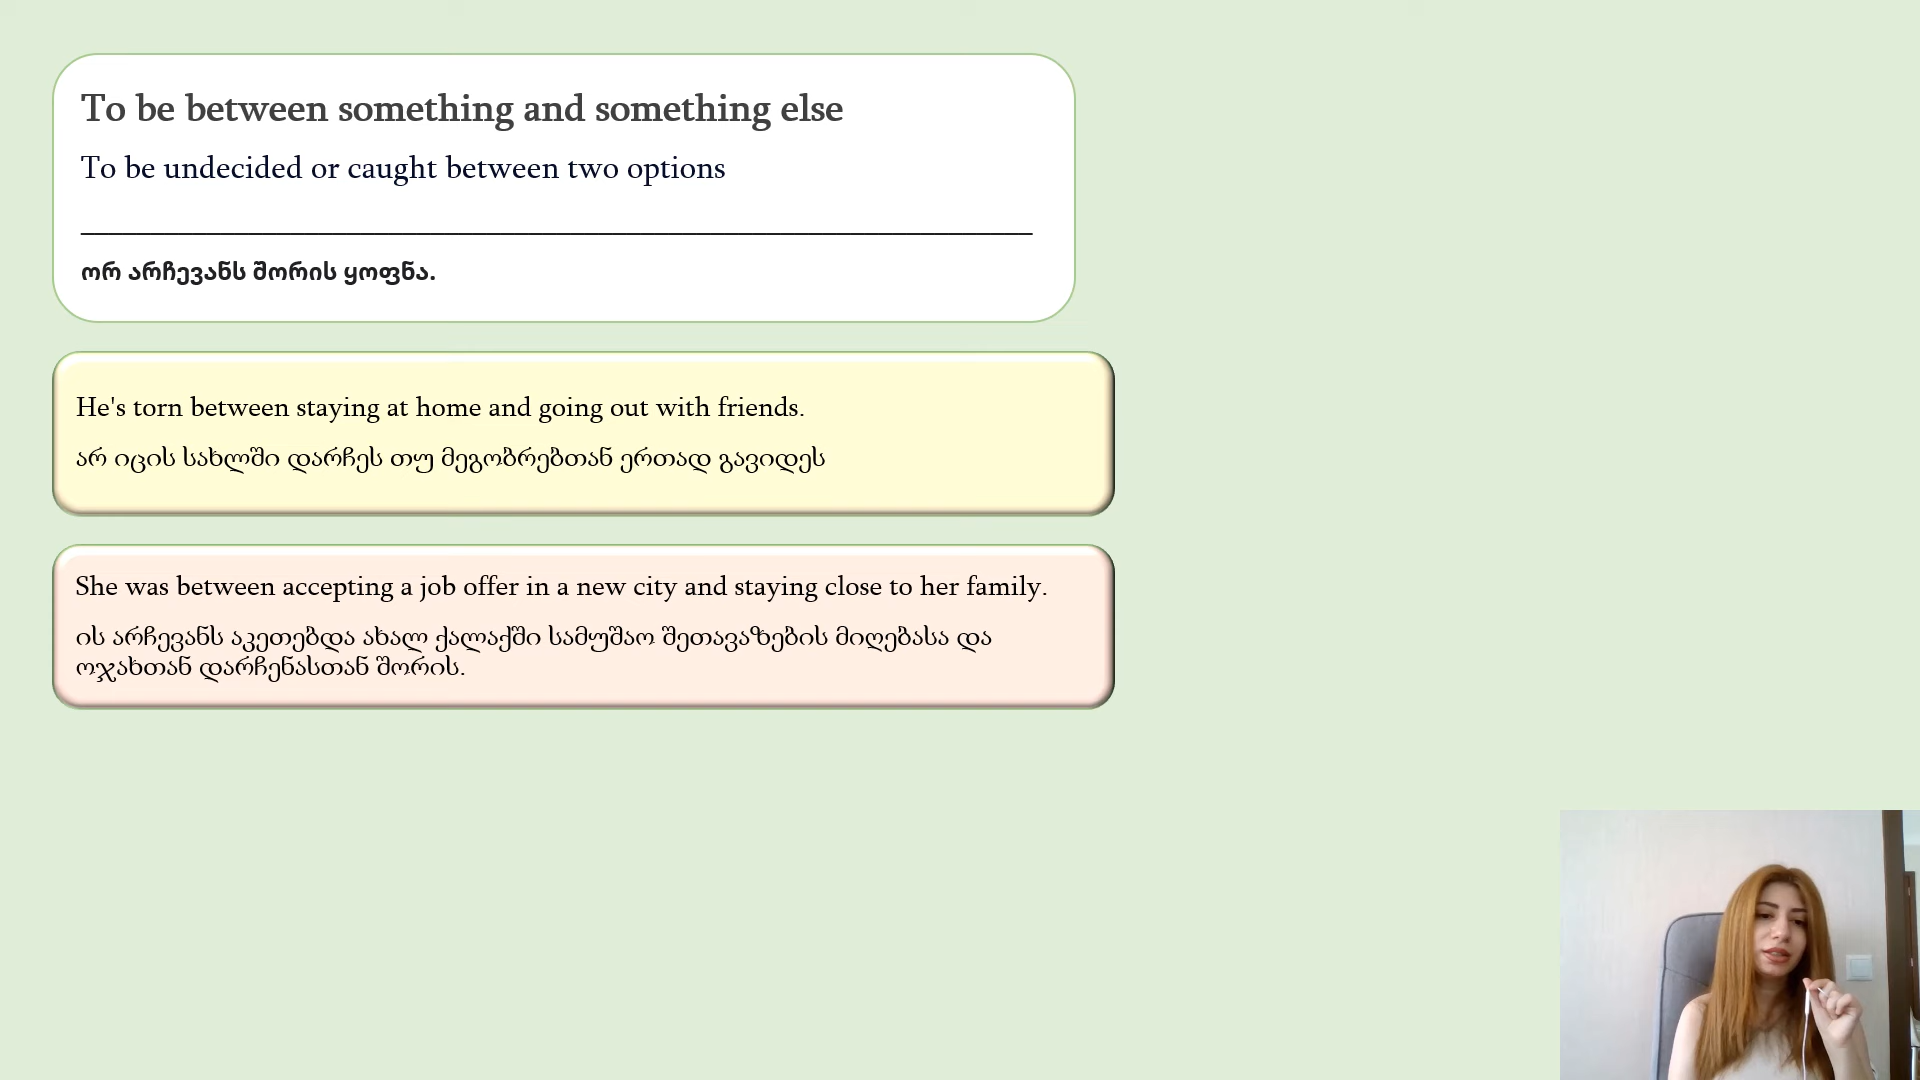 To be between something and something else
To be undecided or caught between two options
ორ არჩევანს შორის ყოფნა.
He's torn between staying at home and going out with friends.
არ იცის სახლში დარჩეს თუ მეგობრებთან ერთად გავიდეს
She was between accepting a job offer in a new city and staying close to her family.
ის არჩევანს აკეთებდა ახალ ქალაქში სამუშაო შეთავაზების მიღებასა და
ოჯახთან დარჩენასთან შორის.